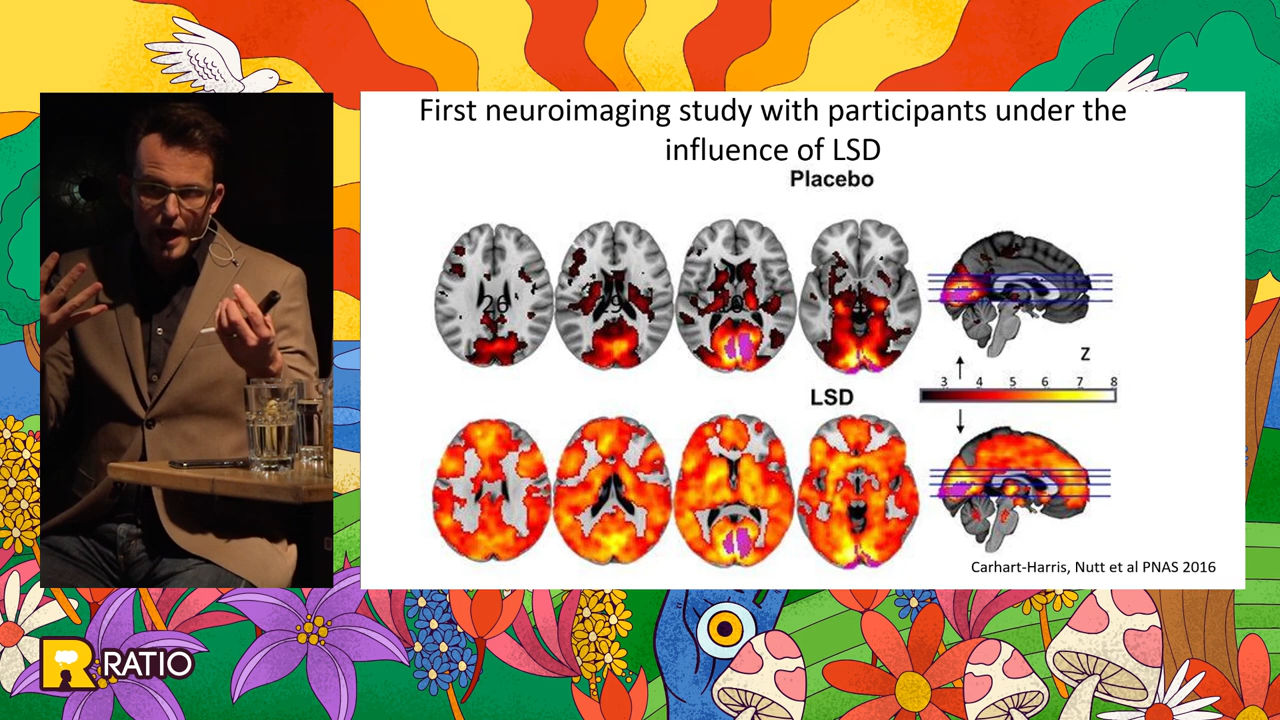 First neuroimaging study with participants under the
influence of LSD
Placebo
26
Z
3 4 5 6 7 8
LSD
Carhart-Harris, Nutt et al PNAS 2016
R RATIO